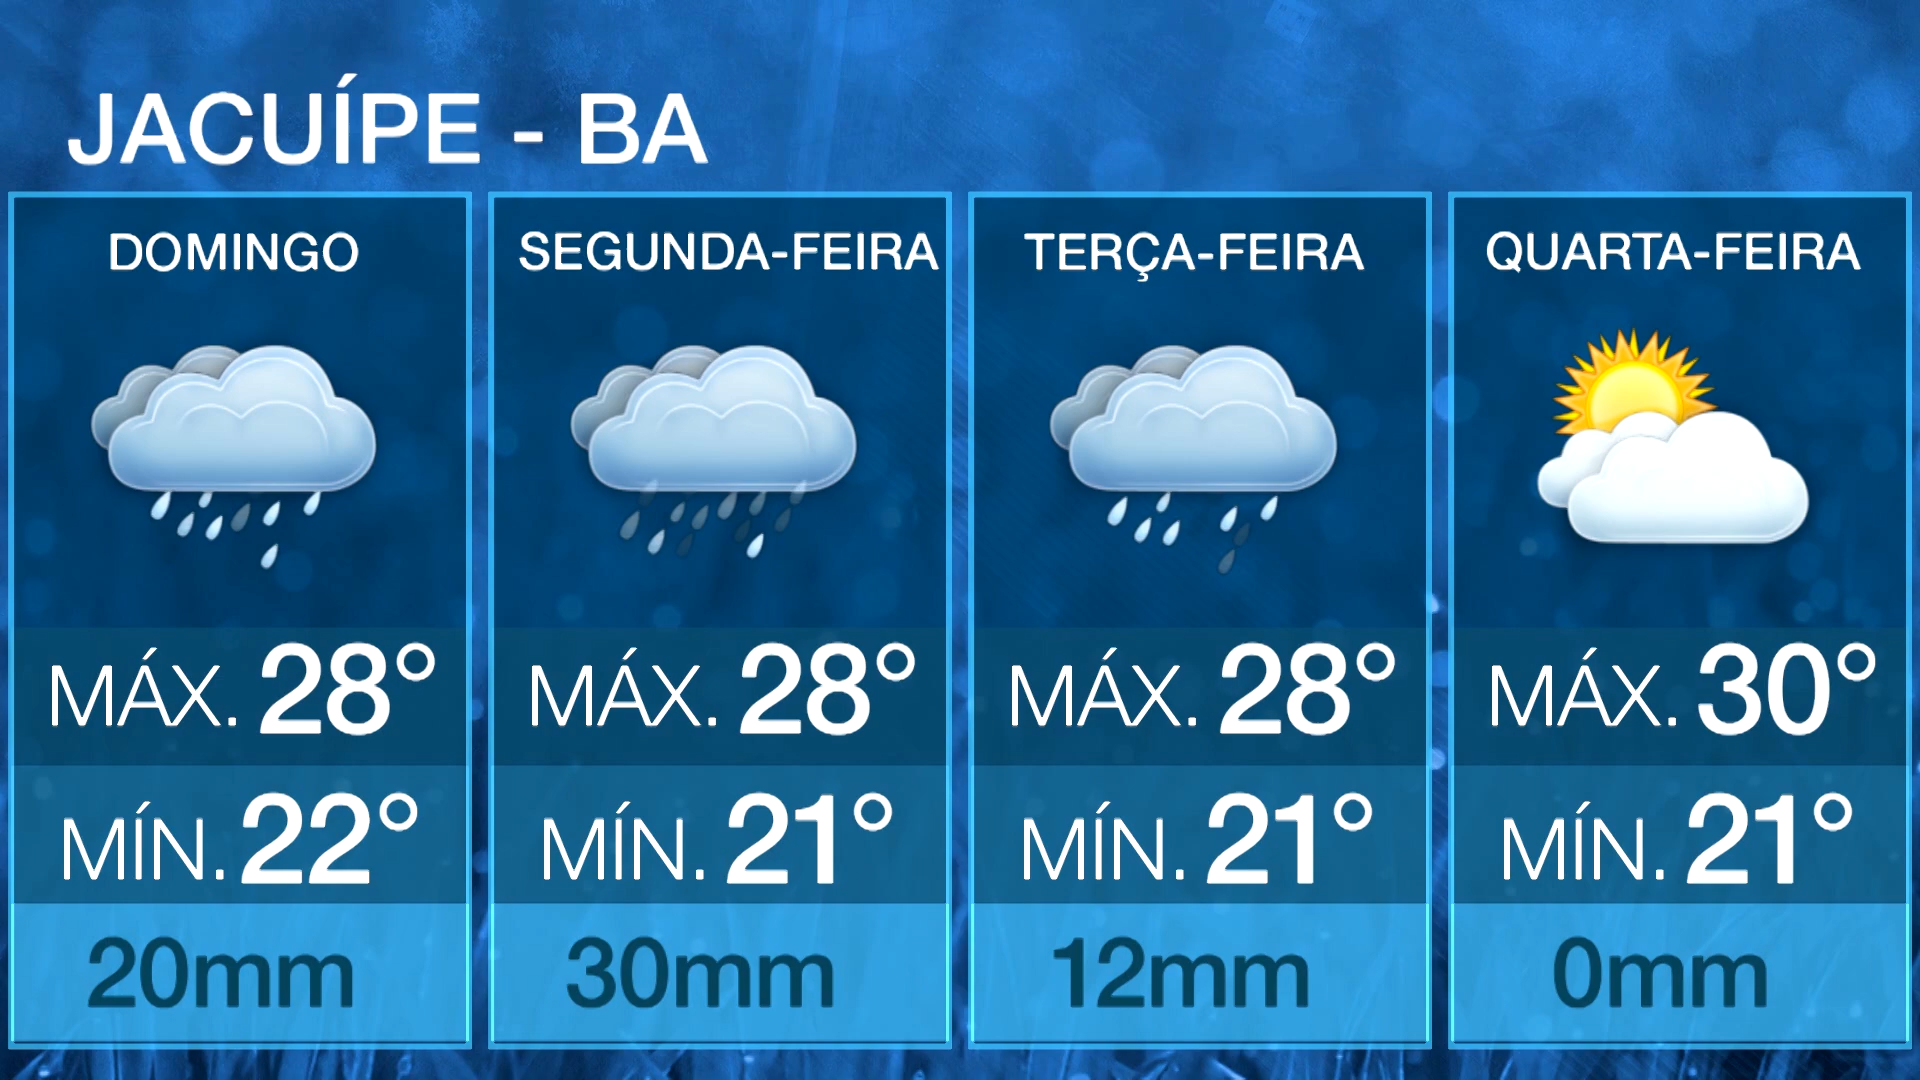 JACUÍPE - BA
DOMINGO
MÁX. 28°
MÍN. 22°
20mm
SEGUNDA-FEIRA
MÁX. 28°
MÍN. 21°
30mm
TERÇA-FEIRA
MÁX. 28°
MÍN. 21°
12mm
QUARTA-FEIRA
MÁX. 30°
MÍN. 21°
0mm